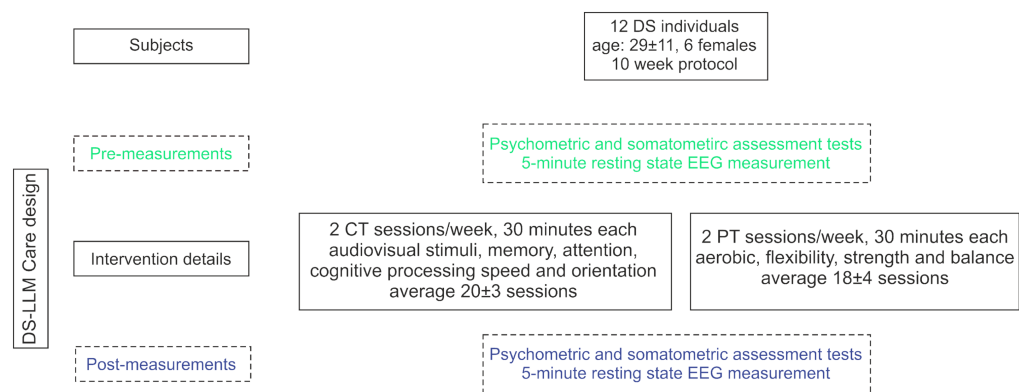 Subjects
12 DS individuals
age: 29±11, 6 females
10 week protocol
Pre-measurements
Psychometric and somatometirc assessment tests
5-minute resting state EEG measurement
DS-LLM Care design
Intervention details
2 CT sessions/week, 30 minutes each
audiovisual stimuli, memory, attention,
cognitive processing speed and orientation
average 20±3 sessions
2 PT sessions/week, 30 minutes each
aerobic, flexibility, strength and balance
average 18±4 sessions
Post-measurements
Psychometric and somatometric assessment tests
5-minute resting state EEG measurement